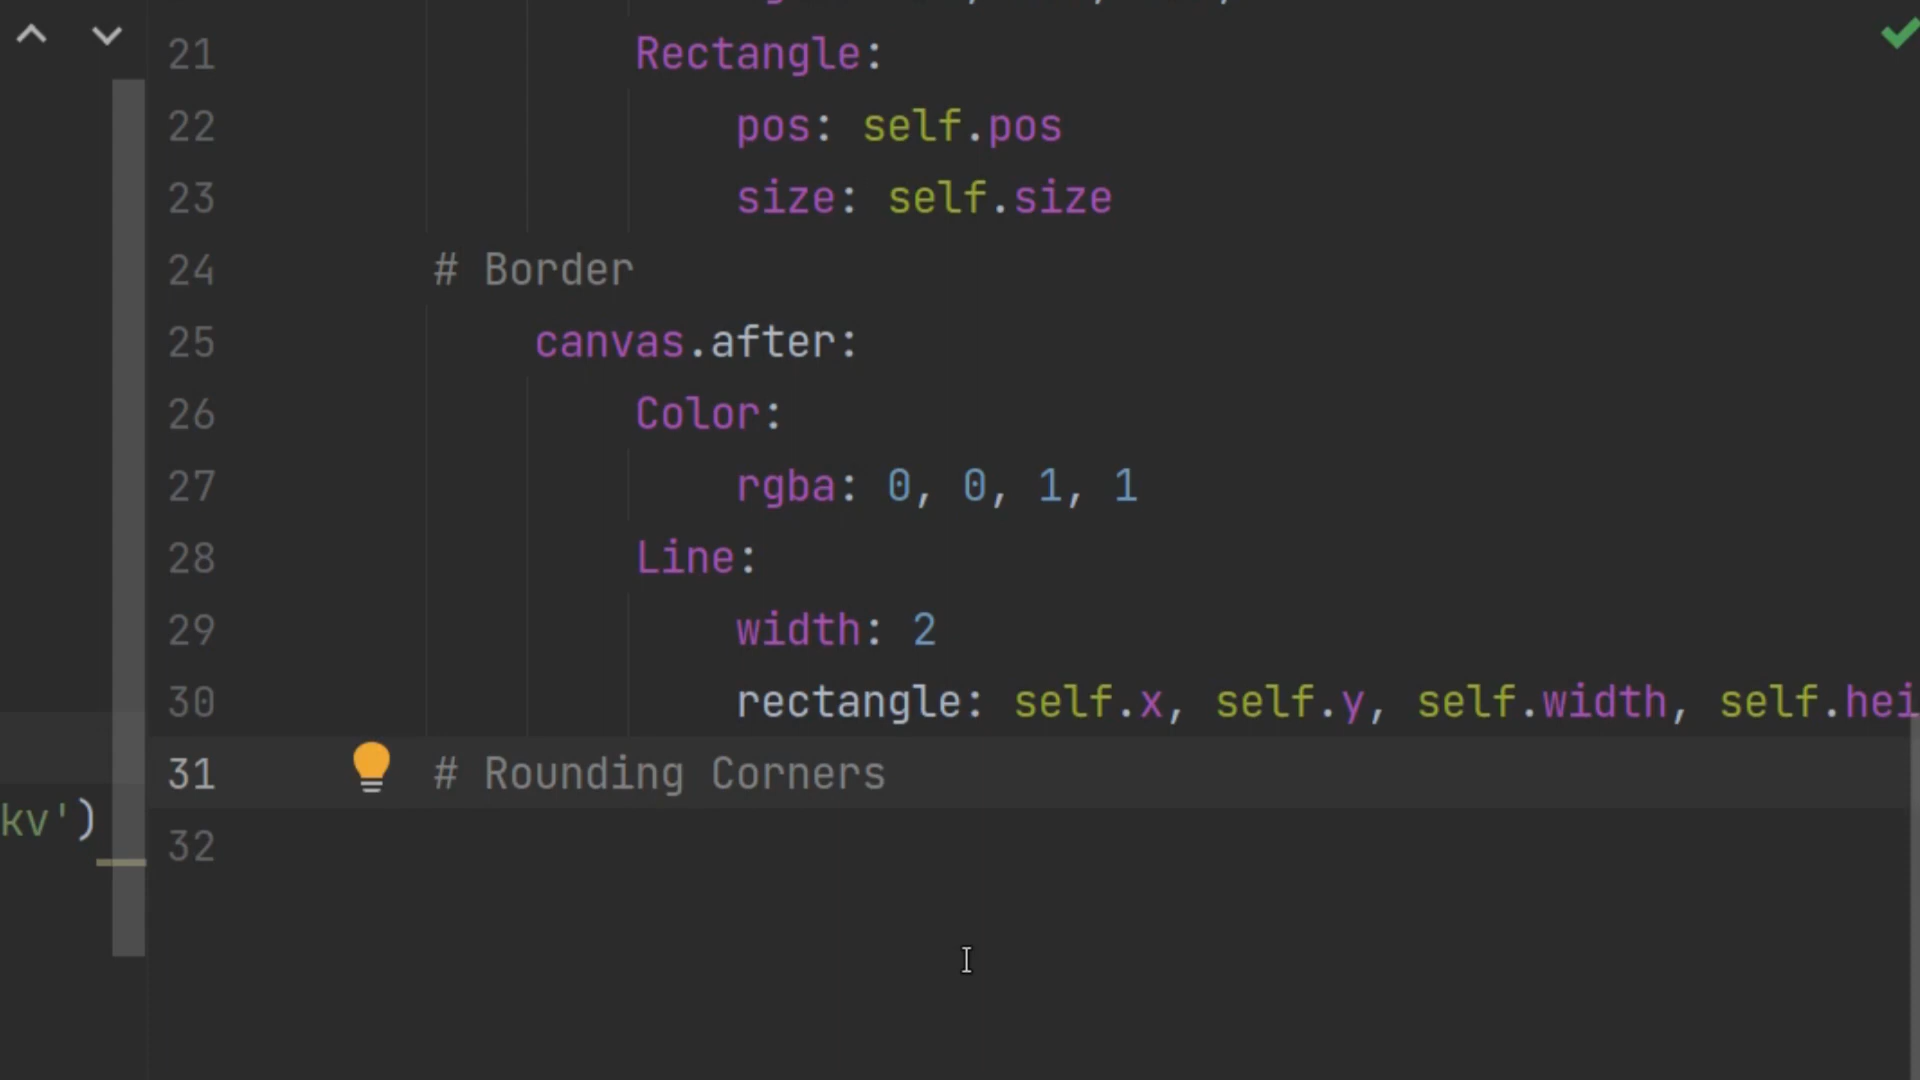 21 Rectangle:
22 pos: self.pos
23 size: self.size
24 # Border
25 canvas.after:
26 Color:
27 rgba: 0, 0, 1, 1
28 Line:
29 width: 2
30 rectangle: self.x, self.y, self.width, self.hei
31 # Rounding Corners
kv')
32